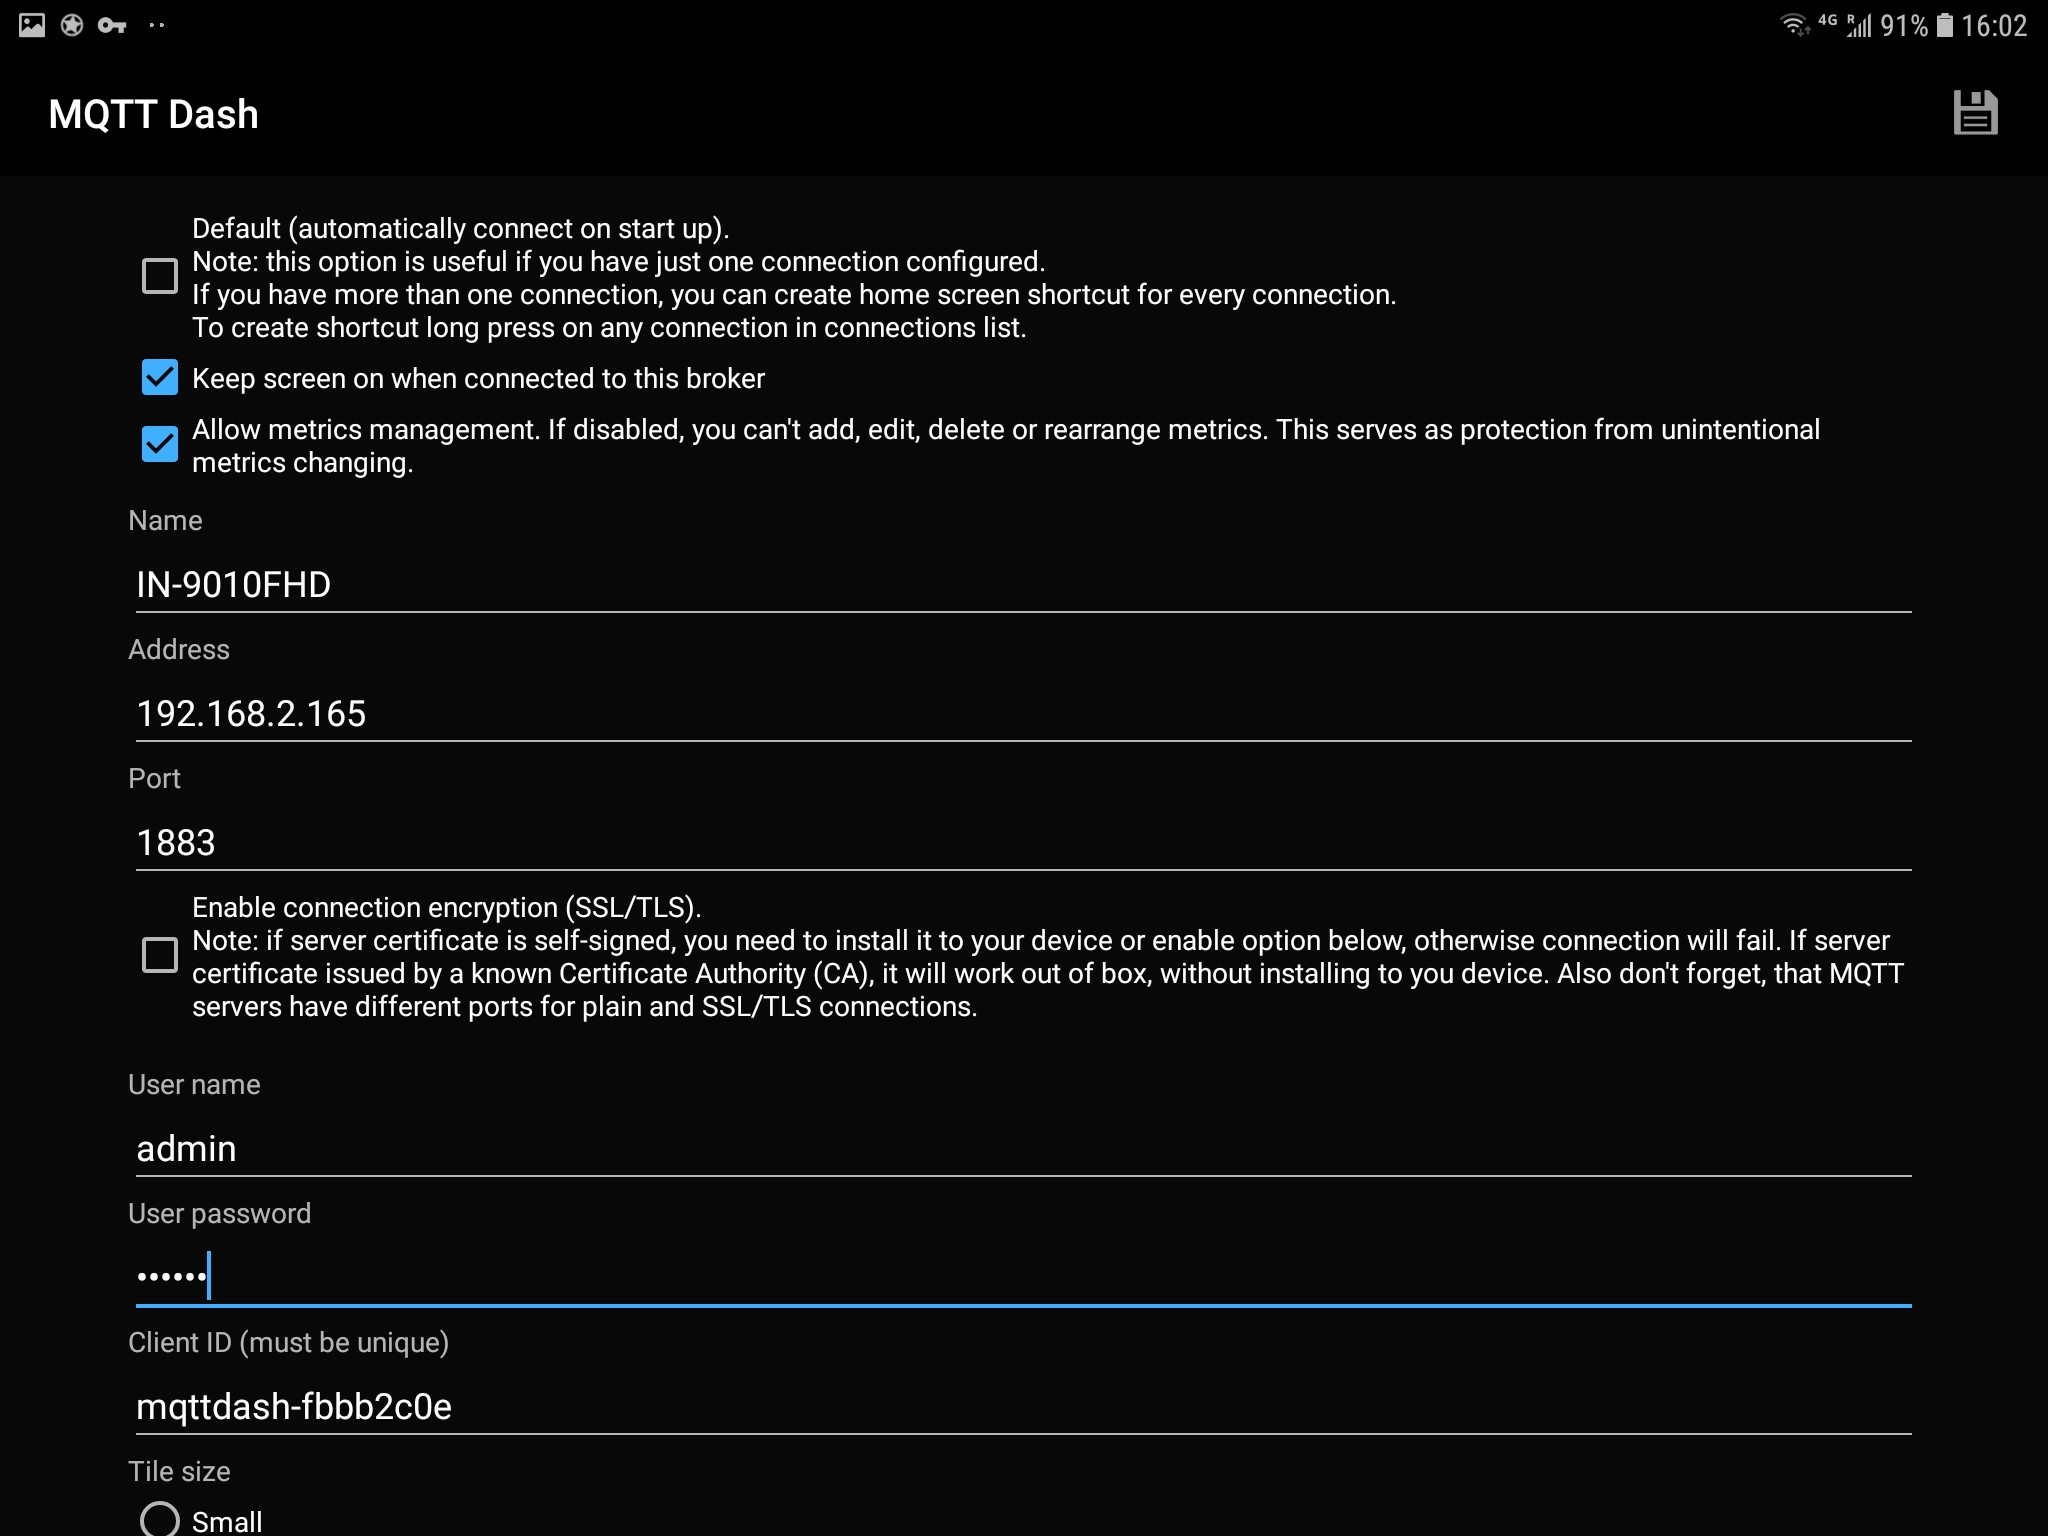 4G R 91% 16:02
MQTT Dash
Default (automatically connect on start up).
Note: this option is useful if you have just one connection configured.
If you have more than one connection, you can create home screen shortcut for every connection.
To create shortcut long press on any connection in connections list.
Keep screen on when connected to this broker
Allow metrics management. If disabled, you can't add, edit, delete or rearrange metrics. This serves as protection from unintentional
metrics changing.
Name
IN-9010FHD
Address
192.168.2.165
Port
1883
Enable connection encryption (SSL/TLS).
Note: if server certificate is self-signed, you need to install it to your device or enable option below, otherwise connection will fail. If server
certificate issued by a known Certificate Authority (CA), it will work out of box, without installing to you device. Also don't forget, that MQTT
servers have different ports for plain and SSL/TLS connections.
User name
admin
User password
••••••
Client ID (must be unique)
mqttdash-fbbb2c0e
Tile size
Small